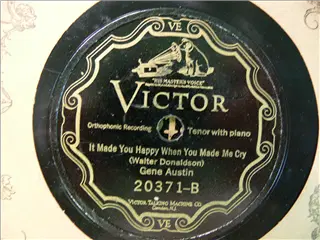 VE
"HIS MASTER'S VOICE"
VICTOR
Orthophonic Recording
Tenor with piano
It Made You Happy When You Made Me Cry
(Walter Donaldson)
Gene Austin
20371-B
VICTOR TALKING MACHINE CO.
Camden, N.J.
VE